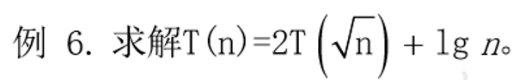 例 6. 求解T(n)=2T(√n) + lg n。